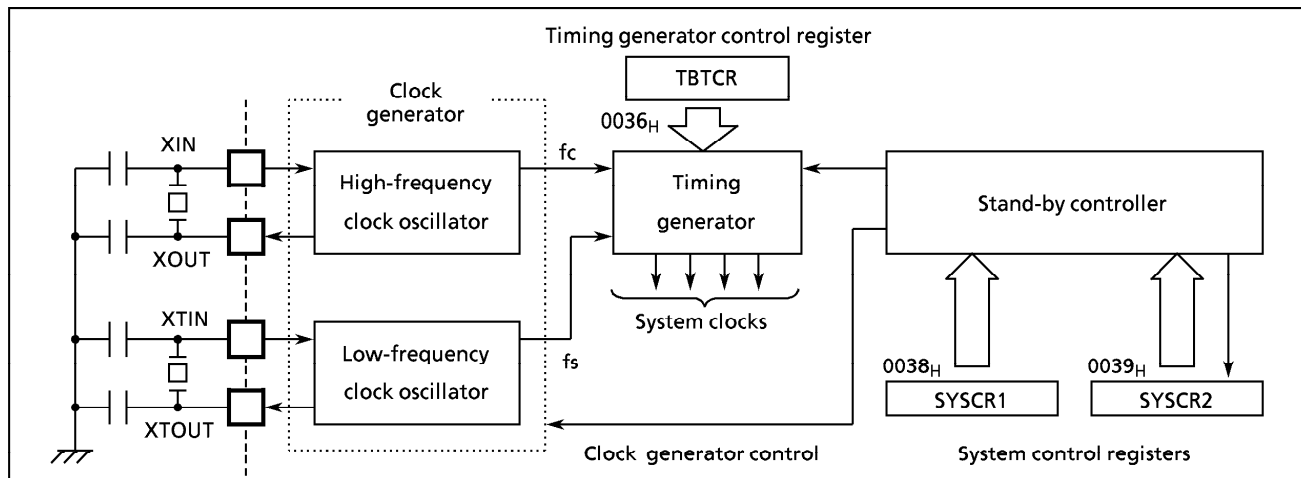 Timing generator control register
TBTCR
Clock
generator
0036H
XIN
fc
High-frequency
clock oscillator
Timing
generator
Stand-by controller
XOUT
System clocks
XTIN
Low-frequency
clock oscillator
fs
0038H
0039H
SYSCR1
SYSCR2
XTOUT
Clock generator control
System control registers